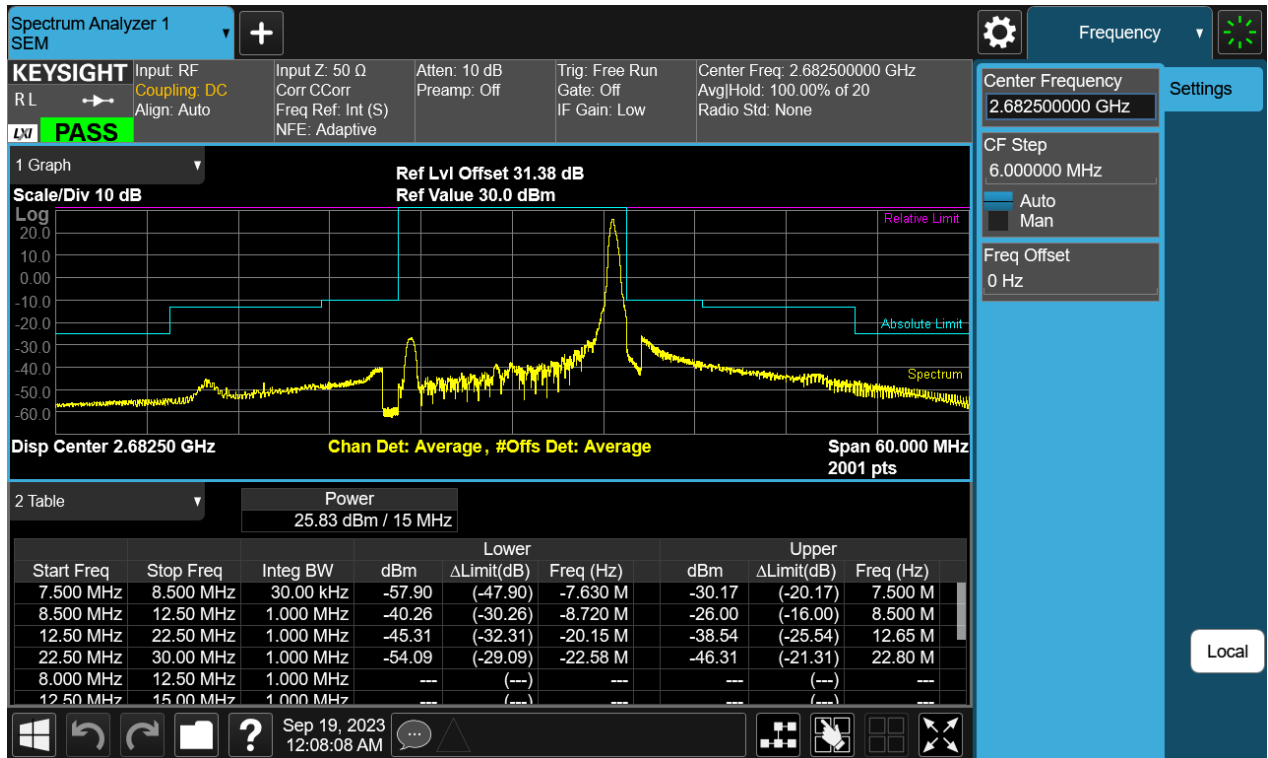 Spectrum Analyzer 1
SEM
Frequency
KEYSIGHT
R L
LXI
PASS
Input: RF
Coupling: DC
Align: Auto
Input Z: 50 Ω
Corr CCorr
Freq Ref: Int (S)
NFE: Adaptive
Atten: 10 dB
Preamp: Off
Trig: Free Run
Gate: Off
IF Gain: Low
Center Freq: 2.682500000 GHz
Avg|Hold: 100.00% of 20
Radio Std: None
Center Frequency
2.682500000 GHz
Settings
CF Step
6.000000 MHz
Auto
Man
Freq Offset
0 Hz
1 Graph
Ref Lvl Offset 31.38 dB
Scale/Div 10 dB
Ref Value 30.0 dBm
Log
20.0
10.0
0.00
-10.0
-20.0
-30.0
-40.0
-50.0
-60.0
Relative Limit
Absolute Limit
Spectrum
Disp Center 2.68250 GHz
Chan Det: Average , #Offs Det: Average
Span 60.000 MHz
2001 pts
2 Table
Power
25.83 dBm / 15 MHz
Lower Upper
Start Freq Stop Freq Integ BW dBm ∆Limit(dB) Freq (Hz) dBm ∆Limit(dB) Freq (Hz)
7.500 MHz 8.500 MHz 30.00 kHz -57.90 (-47.90) -7.630 M -30.17 (-20.17) 7.500 M
8.500 MHz 12.50 MHz 1.000 MHz -40.26 (-30.26) -8.720 M -26.00 (-16.00) 8.500 M
12.50 MHz 22.50 MHz 1.000 MHz -45.31 (-32.31) -20.15 M -38.54 (-25.54) 12.65 M
22.50 MHz 30.00 MHz 1.000 MHz -54.09 (-29.09) -22.58 M -46.31 (-21.31) 22.80 M
8.000 MHz 12.50 MHz 1.000 MHz --- (---) --- --- (---) ---
12.50 MHz 15.00 MHz 1.000 MHz --- (---) --- --- (---) ---
Local
?
Sep 19, 2023
12:08:08 AM